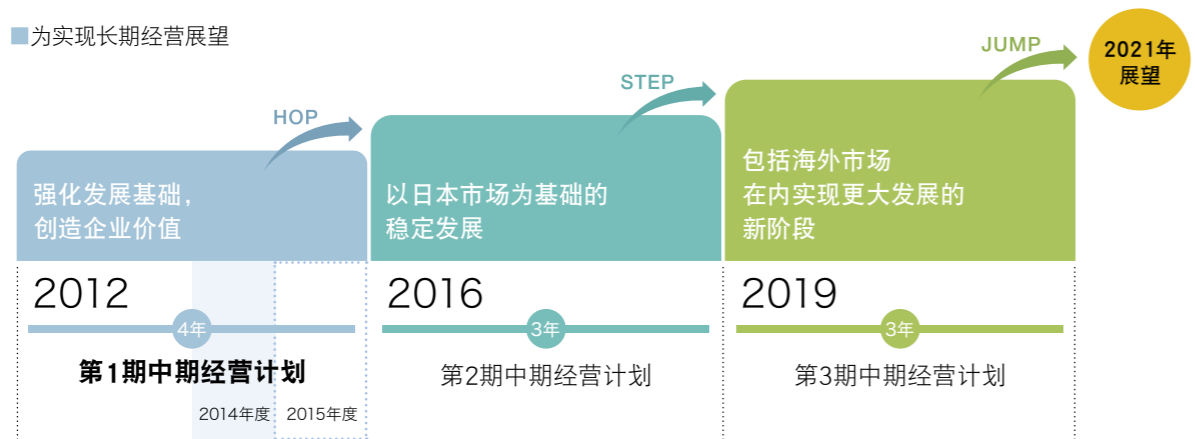 为实现长期经营展望
HOP
STEP
JUMP
2021年
展望
强化发展基础，
创造企业价值
以日本市场为基础的
稳定发展
包括海外市场
在内实现更大发展的
新阶段
2012
4年
第1期中期经营计划
2014年度
2015年度
2016
3年
第2期中期经营计划
2019
3年
第3期中期经营计划